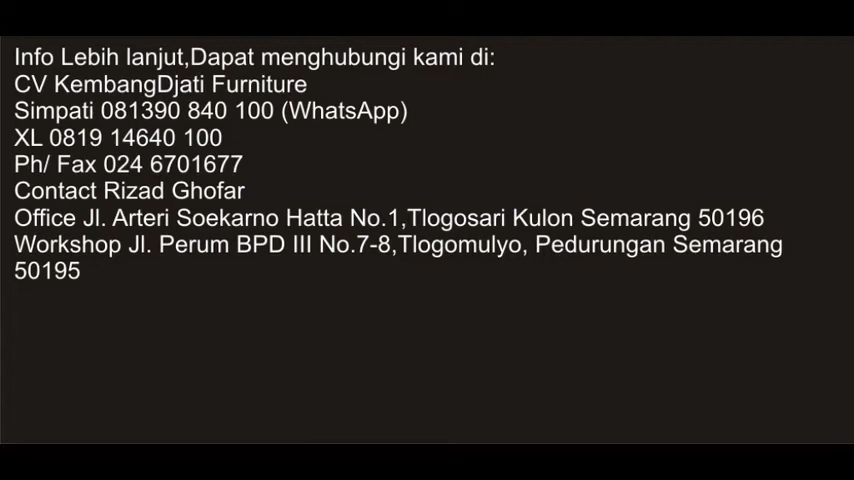 Info Lebih lanjut,Dapat menghubungi kami di:
CV KembangDjati Furniture
Simpati 081390 840 100 (WhatsApp)
XL 0819 14640 100
Ph/ Fax 024 6701677
Contact Rizad Ghofar
Office Jl. Arteri Soekarno Hatta No.1,Tlogosari Kulon Semarang 50196
Workshop Jl. Perum BPD III No.7-8,Tlogomulyo, Pedurungan Semarang
50195